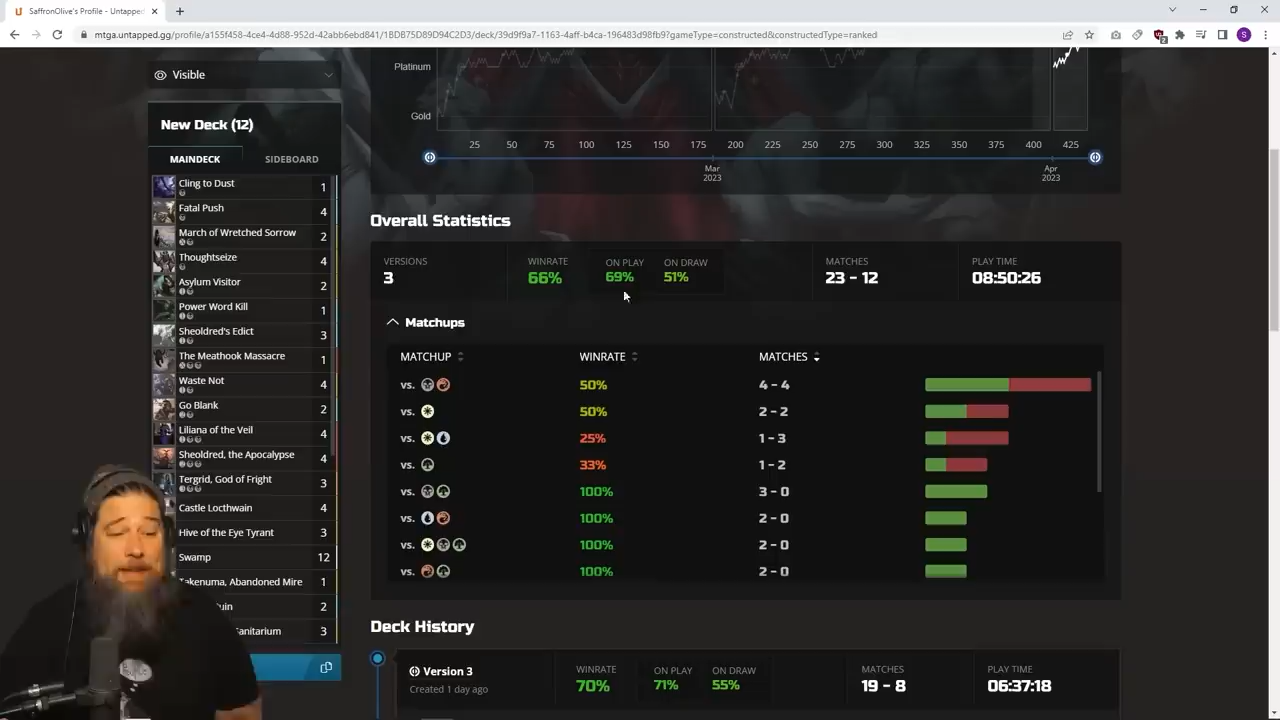 SaffronOlive's Profile - Untapped
mtga.untapped.gg/profile/a155f458-4ce4-4d88-952d-42abb6ebd841/1BDB75D89D94C2D3/deck/39d9f9a7-1163-4aff-b4ca-196483d98fb9?gameType=constructed&constructedType=ranked
Visible
New Deck (12)
MAINDECK SIDEBOARD
Cling to Dust 1
Fatal Push 4
March of Wretched Sorrow 2
Thoughtseize 4
Asylum Visitor 2
Power Word Kill 1
Sheoldred's Edict 3
The Meathook Massacre 1
Waste Not 4
Go Blank 2
Liliana of the Veil 4
Sheoldred, the Apocalypse 4
Tergrid, God of Fright 3
Castle Locthwain 4
Hive of the Eye Tyrant 3
Swamp 12
Takenuma, Abandoned Mire 1
2
Sanitarium 3
Platinum
Gold
25 50 75 100 125 150 175 200 225 250 275 300 325 350 375 400 425
Mar
2023
Apr
2023
Overall Statistics
VERSIONS WINRATE ON PLAY ON DRAW MATCHES PLAY TIME
3 66% 69% 51% 23 - 12 08:50:26
Matchups
MATCHUP WINRATE MATCHES
vs. 50% 4 - 4
vs. 50% 2 - 2
vs. 25% 1 - 3
vs. 33% 1 - 2
vs. 100% 3 - 0
vs. 100% 2 - 0
vs. 100% 2 - 0
vs. 100% 2 - 0
Deck History
Version 3 WINRATE ON PLAY ON DRAW MATCHES PLAY TIME
Created 1 day ago 70% 71% 55% 19 - 8 06:37:18